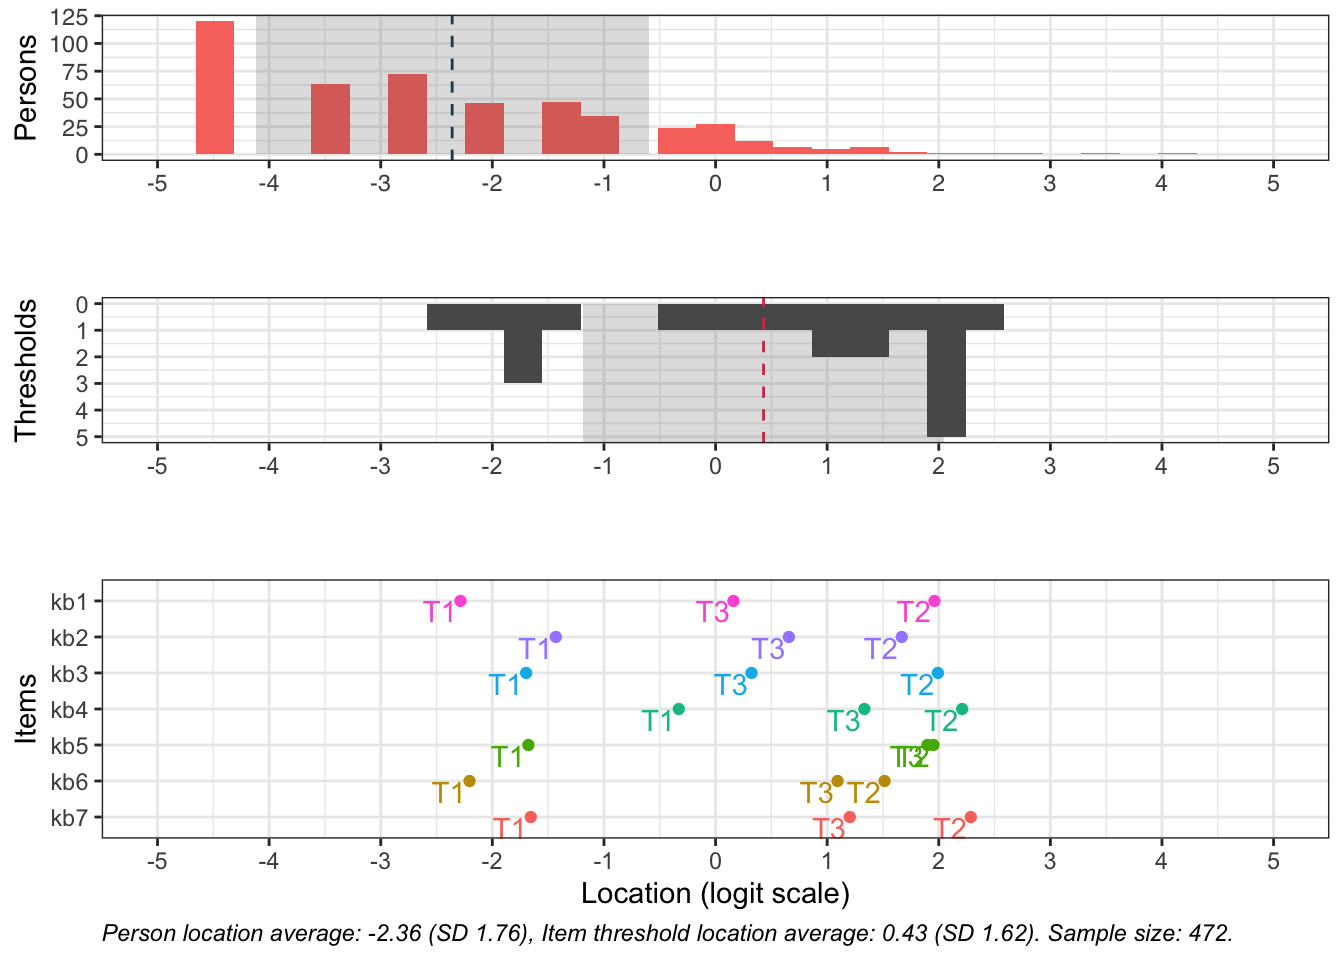 Persons
125
100
75
50
25
0
-5 -4 -3 -2 -1 0 1 2 3 4 5
Thresholds
0
1
2
3
4
5
-5 -4 -3 -2 -1 0 1 2 3 4 5
Items
kb1 T1 T3 T2
kb2 T1 T3 T2
kb3 T1 T3 T2
kb4 T1 T3 T2
kb5 T1 T3 T2
kb6 T1 T3 T2
kb7 T1 T3 T2
-5 -4 -3 -2 -1 0 1 2 3 4 5
Location (logit scale)
Person location average: -2.36 (SD 1.76), Item threshold location average: 0.43 (SD 1.62). Sample size: 472.